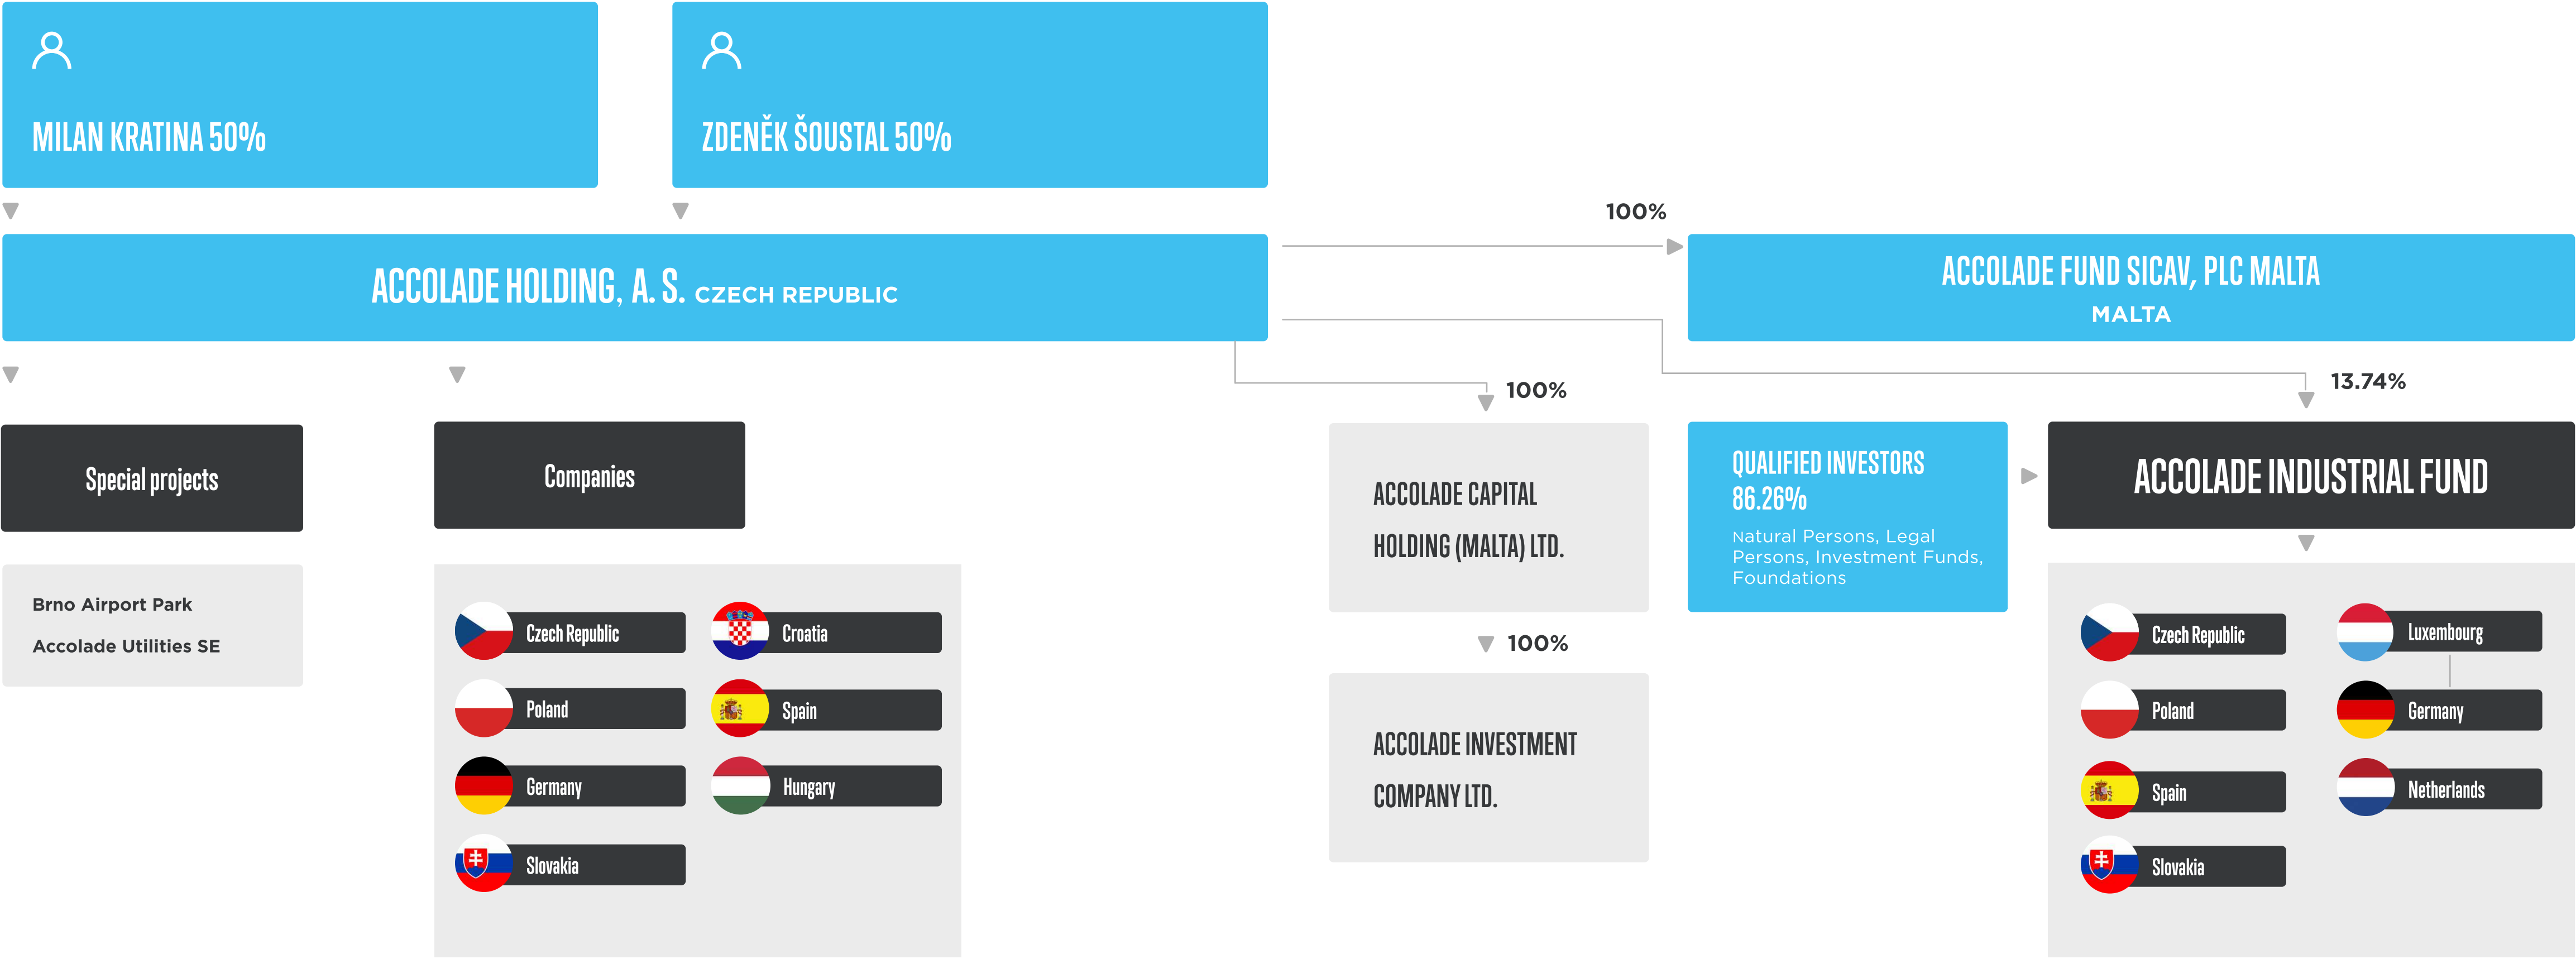 MILAN KRATINA 50%
ZDENĚK ŠOUSTAL 50%
100%
ACCOLADE HOLDING, A. S. CZECH REPUBLIC
ACCOLADE FUND SICAV, PLC MALTA
MALTA
100%
13.74%
Special projects
Companies
ACCOLADE CAPITAL
HOLDING (MALTA) LTD.
QUALIFIED INVESTORS
86.26%
Natural Persons, Legal
Persons, Investment Funds,
Foundations
ACCOLADE INDUSTRIAL FUND
Brno Airport Park
Accolade Utilities SE
Czech Republic
Croatia
Poland
Spain
Germany
Hungary
Slovakia
100%
ACCOLADE INVESTMENT
COMPANY LTD.
Czech Republic
Luxembourg
Poland
Germany
Spain
Netherlands
Slovakia